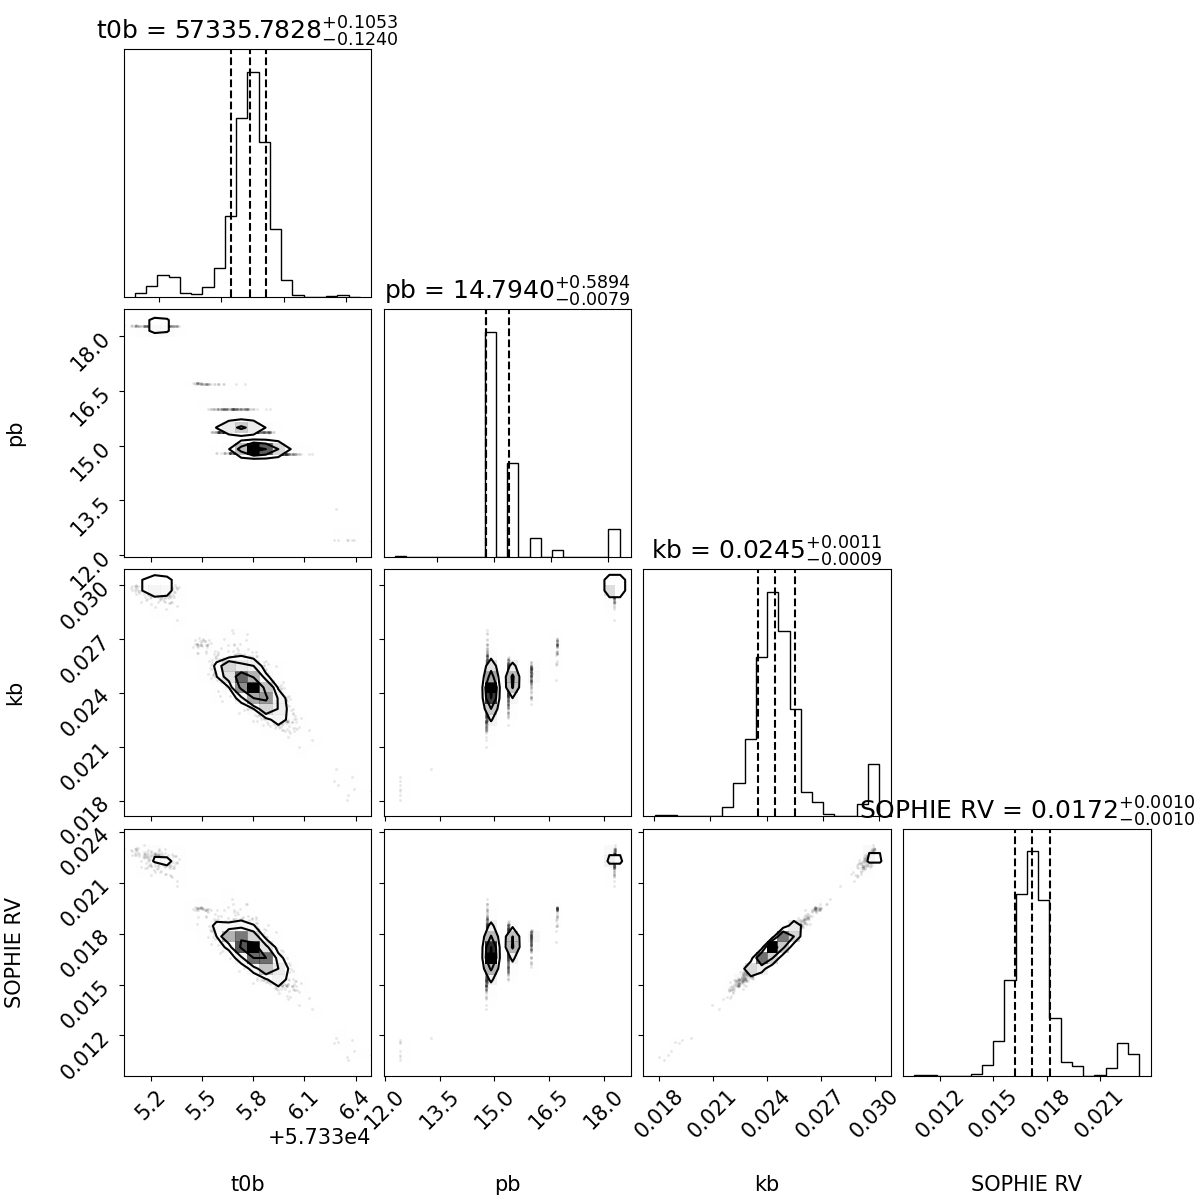 t0b = 57335.7828+0.1053 −0.1240
pb = 14.7940+0.5894 −0.0079
18.0
16.5
15.0
13.5
12.0
pb
kb = 0.0245+0.0011 −0.0009
0.030
0.027
0.024
0.021
0.018
kb
SOPHIE RV = 0.0172+0.0010 −0.0010
0.024
0.021
0.018
0.015
0.012
SOPHIE RV
5.2 5.5 5.8 6.1 6.4 12.0 13.5 15.0 16.5 18.0 0.018 0.021 0.024 0.027 0.030 0.012 0.015 0.018 0.021
+5.733e4
t0b pb kb SOPHIE RV